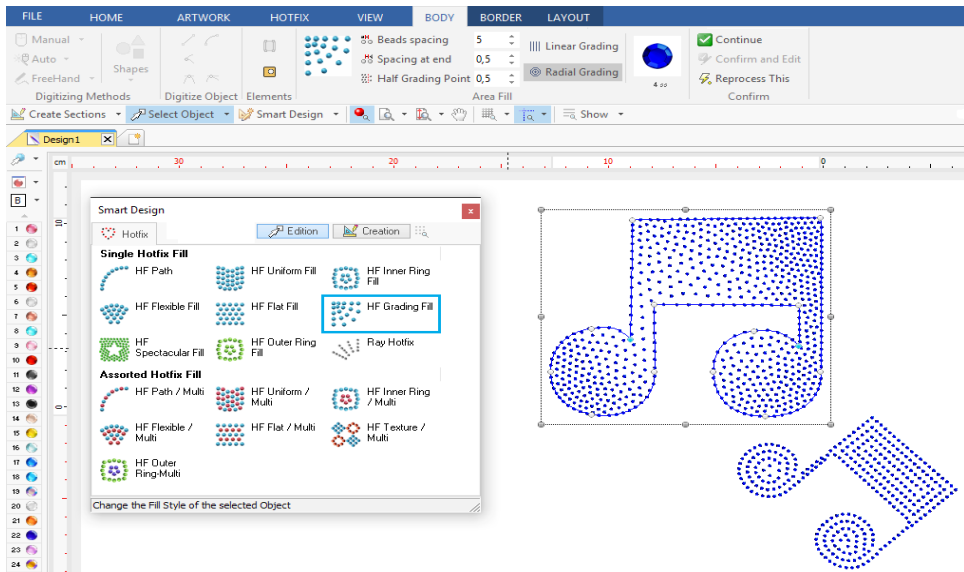 FILE HOME ARTWORK HOTFIX VIEW BODY BORDER LAYOUT
Manual
Auto
FreeHand
Shapes
Digitizing Methods
Digitize Object
Elements
Beads spacing 5
Spacing at end 0,5
Half Grading Point 0,5
Linear Grading
Radial Grading
4 ss
Area Fill
Continue
Confirm and Edit
Reprocess This
Confirm
Create Sections Select Object Smart Design Show
Design1 X
cm 30 20 10 0
B
10
0
1
2
3
4
5
6
7
8
9
10
11
12
13
14
15
16
17
18
19
20
21
22
23
24
Smart Design x
Hotfix Edition Creation
Single Hotfix Fill
HF Path HF Uniform Fill HF Inner Ring
Fill
HF Flexible Fill HF Flat Fill HF Grading Fill
HF
Spectacular Fill
HF Outer Ring
Fill
Ray Hotfix
Assorted Hotfix Fill
HF Path / Multi HF Uniform /
Multi
HF Inner Ring
/ Multi
HF Flexible /
Multi
HF Flat / Multi HF Texture /
Multi
HF Outer
Ring-Multi
Change the Fill Style of the selected Object